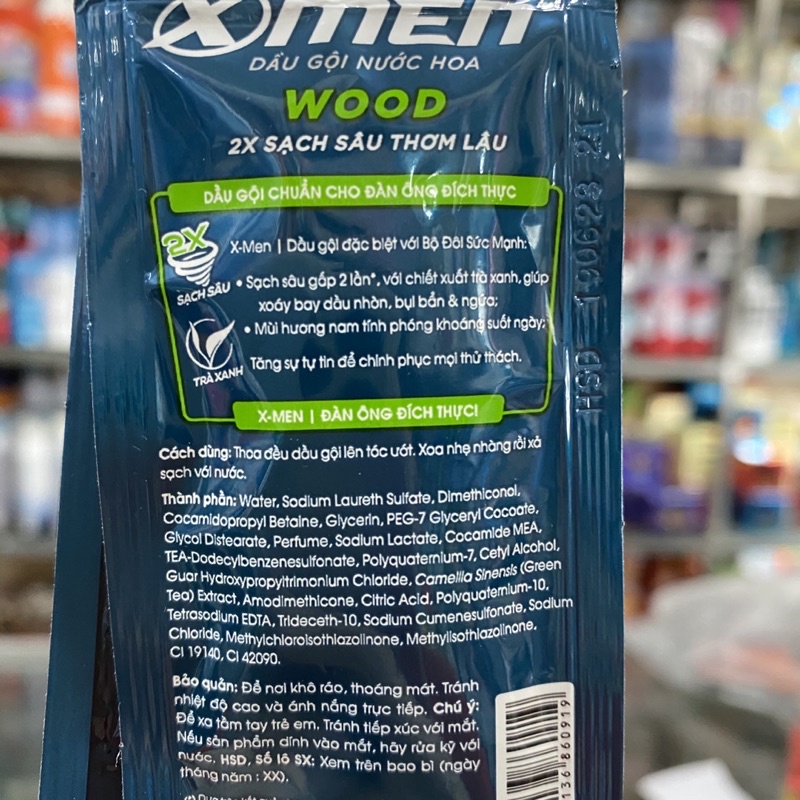 X-men
DẦU GỘI NƯỚC HOA
WOOD
2X SẠCH SÂU THƠM LÂU
DẦU GỘI CHUẨN CHO ĐÀN ÔNG ĐÍCH THỰC
2X
SẠCH SÂU
X-Men | Dầu gội đặc biệt với Bộ Đôi Sức Mạnh:
• Sạch sâu gấp 2 lần*, với chiết xuất trà xanh, giúp
xoáy bay dầu nhờn, bụi bẩn & ngứa;
• Mùi hương nam tính phóng khoáng suốt ngày;
TRÀ XANH
Tăng sự tự tin để chinh phục mọi thử thách.
X-MEN | ĐÀN ÔNG ĐÍCH THỰC!
Cách dùng: Thoa đều dầu gội lên tóc ướt. Xoa nhẹ nhàng rồi xả
sạch với nước.
Thành phần: Water, Sodium Laureth Sulfate, Dimethiconol,
Cocamidopropyl Betaine, Glycerin, PEG-7 Glyceryl Cocoate,
Glycol Distearate, Perfume, Sodium Lactate, Cocamide MEA,
TEA-Dodecylbenzenesulfonate, Polyquaternium-7, Cetyl Alcohol,
Guar Hydroxypropyltrimonium Chloride, Camellia Sinensis (Green
Tea) Extract, Amodimethicone, Citric Acid, Polyquaternium-10,
Tetrasodium EDTA, Trideceth-10, Sodium Cumenesulfonate, Sodium
Chloride, Methylchloroisothiazolinone, Methylisothiazolinone,
CI 19140, CI 42090.
Bảo quản: Để nơi khô ráo, thoáng mát. Tránh
nhiệt độ cao và ánh nắng trực tiếp. Chú ý:
Để xa tầm tay trẻ em. Tránh tiếp xúc với mắt.
Nếu sản phẩm dính vào mắt, hãy rửa kỹ với
nước. HSD, Số lô SX: Xem trên bao bì (ngày
tháng năm : XX).
HSD 190623 21
136 860919